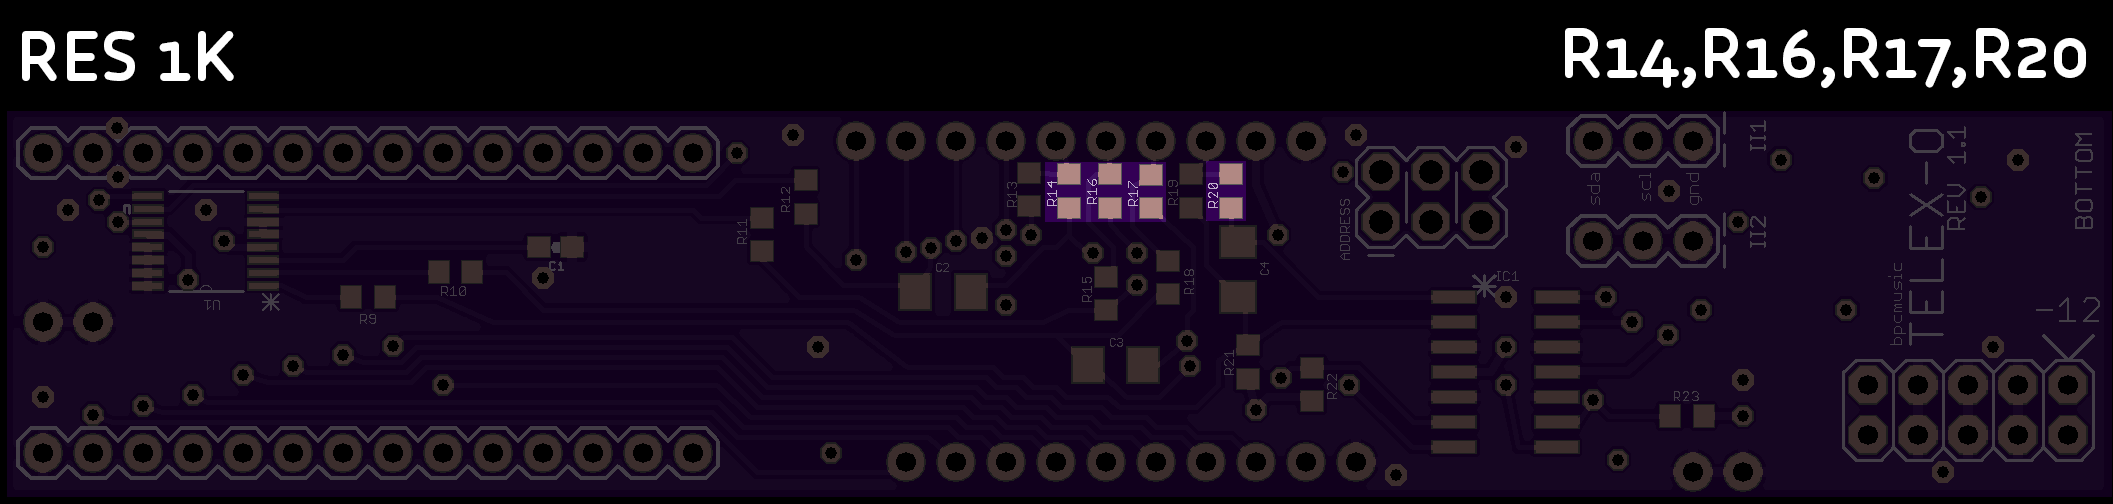 RES 1K
R14,R16,R17,R20
II1
sda
scl
gnd
II2
TELEX-O
REV 1.1
BOTTOM
bpcmusic
-12
ADDRESS
R13
R14
R16
R17
R19
R20
R12
R11
C1
R10
R9
U1
C2
R15
R18
C4
C3
R21
R22
IC1
R23